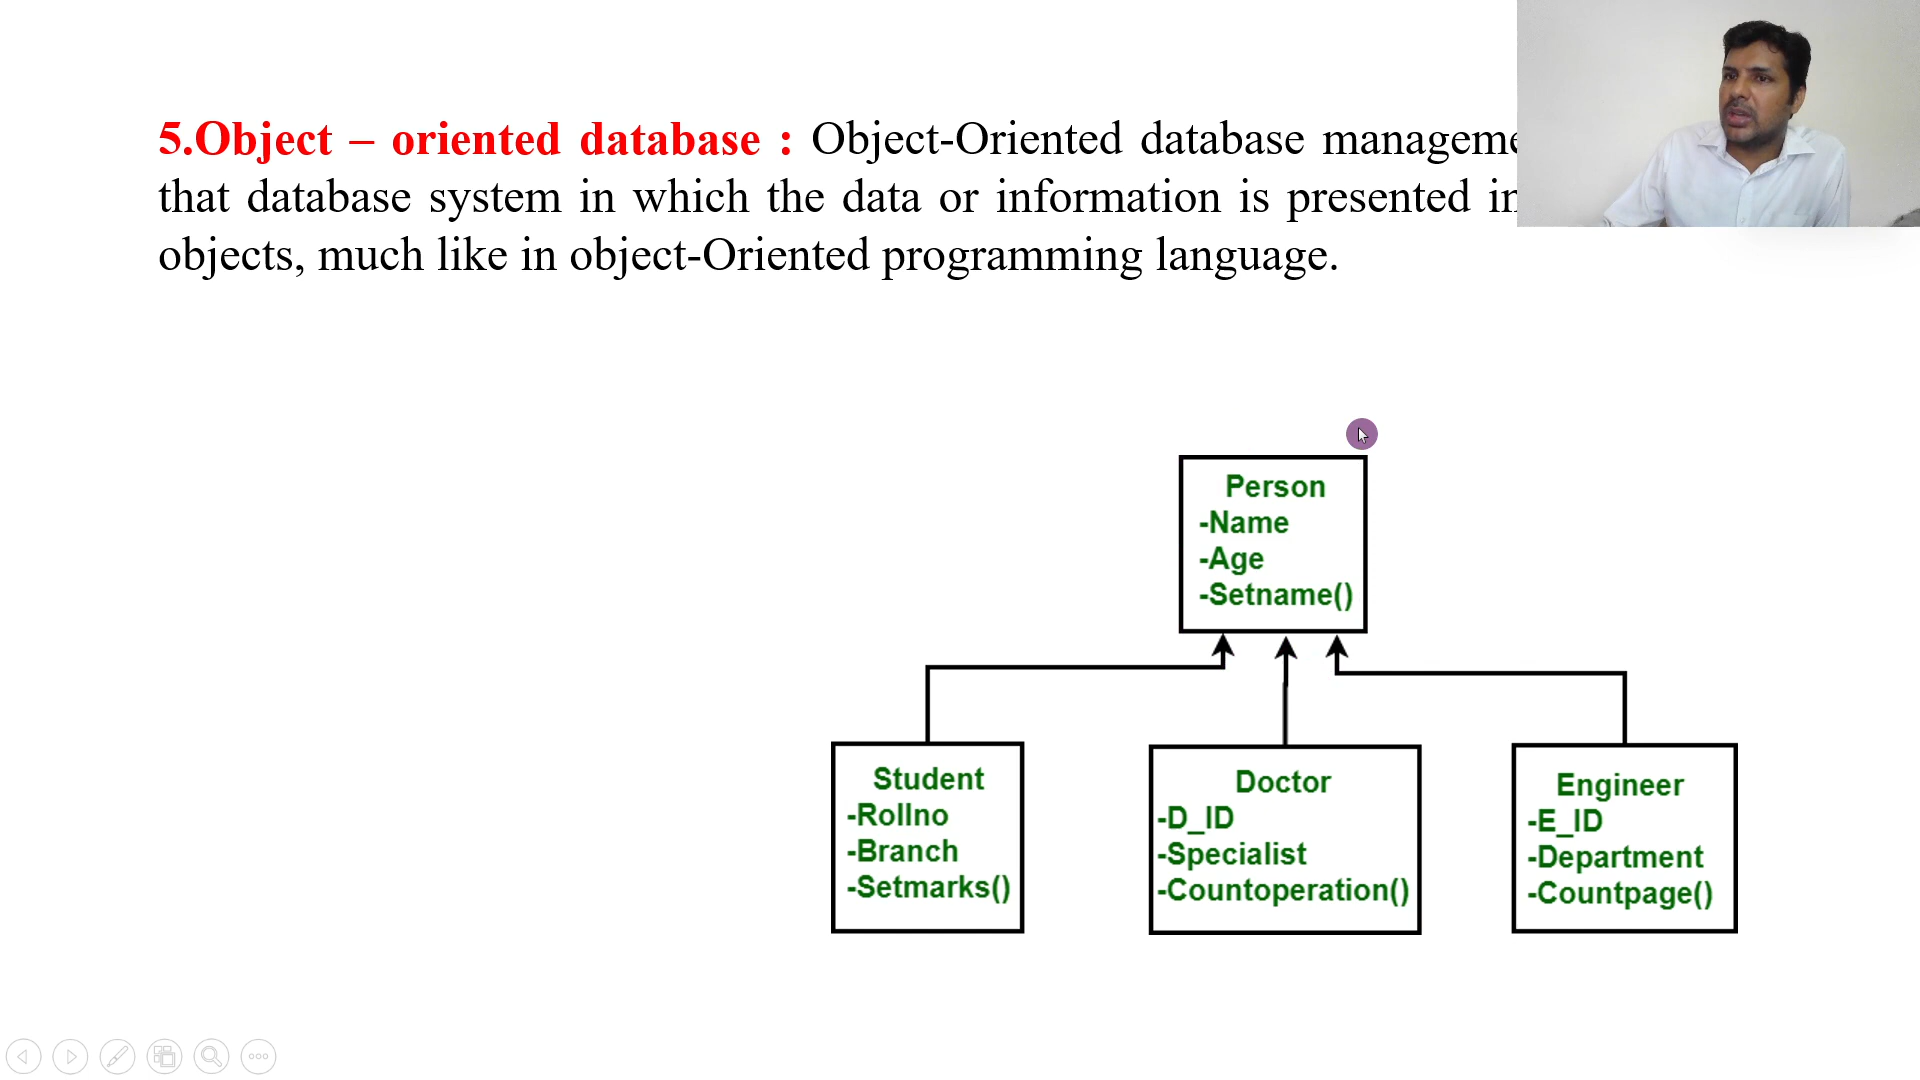 5.Object – oriented database : Object-Oriented database
that database system in which the data or information is presented
objects, much like in object-Oriented programming language.
Person
-Name
-Age
-Setname()
Student
-Rollno
-Branch
-Setmarks()
Doctor
-D_ID
-Specialist
-Countoperation()
Engineer
-E_ID
-Department
-Countpage()